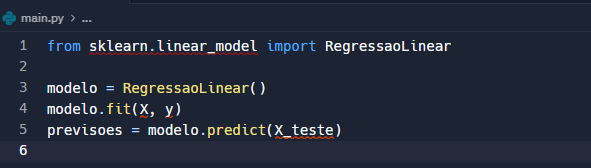 main.py > ...
1 from sklearn.linear_model import RegressaoLinear
2
3 modelo = RegressaoLinear()
4 modelo.fit(X, y)
5 previsoes = modelo.predict(X_teste)
6